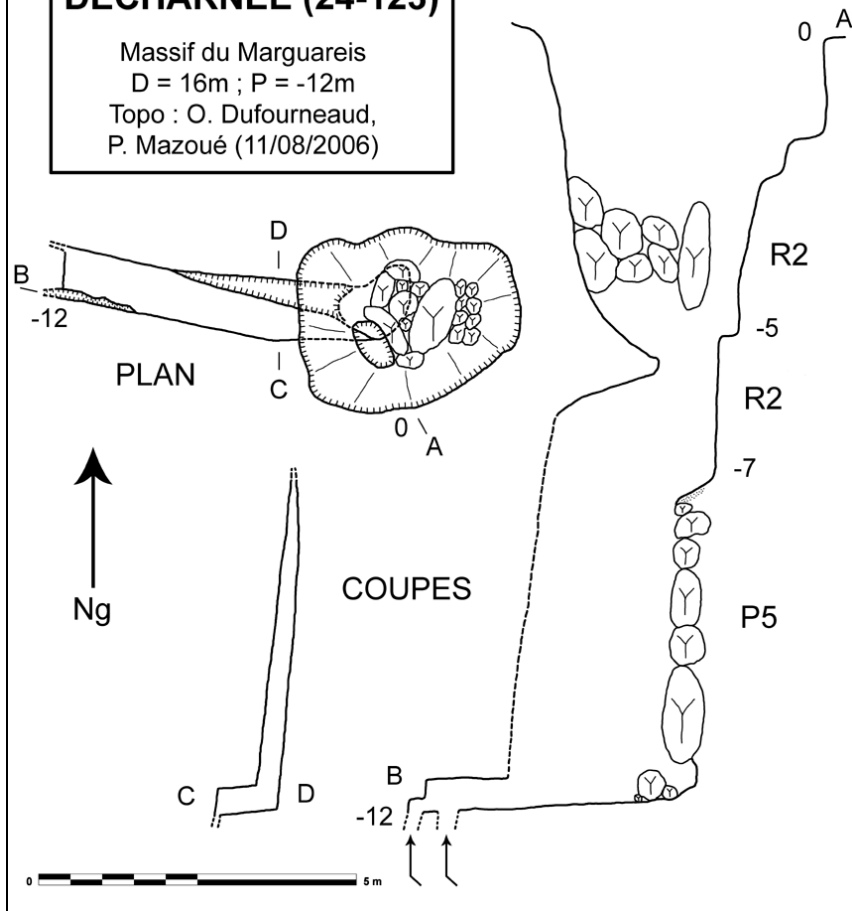 DÉCHARNÉE (24-123)
Massif du Marguareis
D = 16m ; P = -12m
Topo : O. Dufourneaud,
P. Mazoué (11/08/2006)
0 A
R2
-5
R2
-7
P5
D
B
-12
PLAN
C
0
A
Ng
COUPES
C D
B
-12
0 5 m